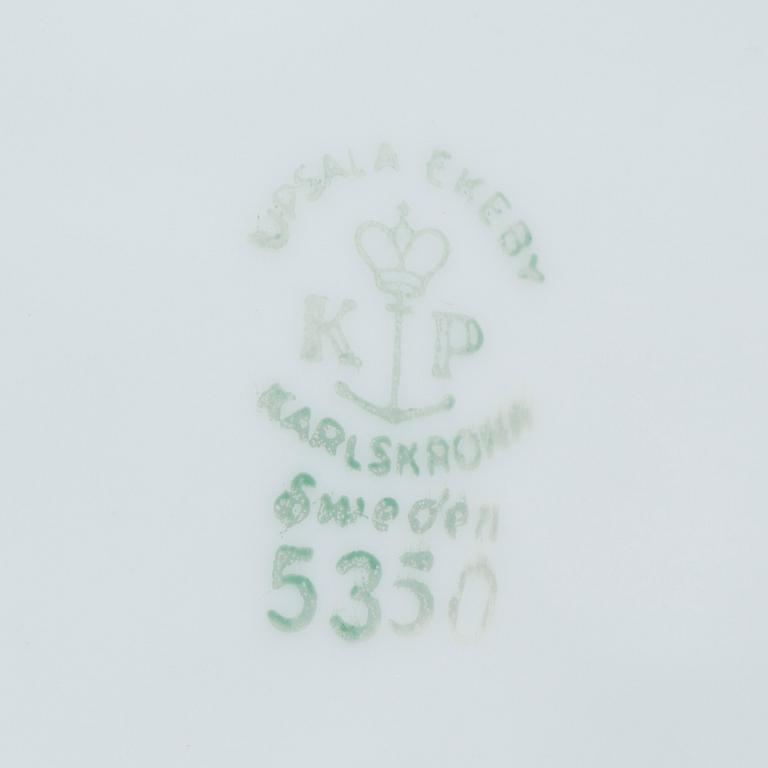 UPSALA EKEBY
K P
KARLSKRONA
Sweden
5350